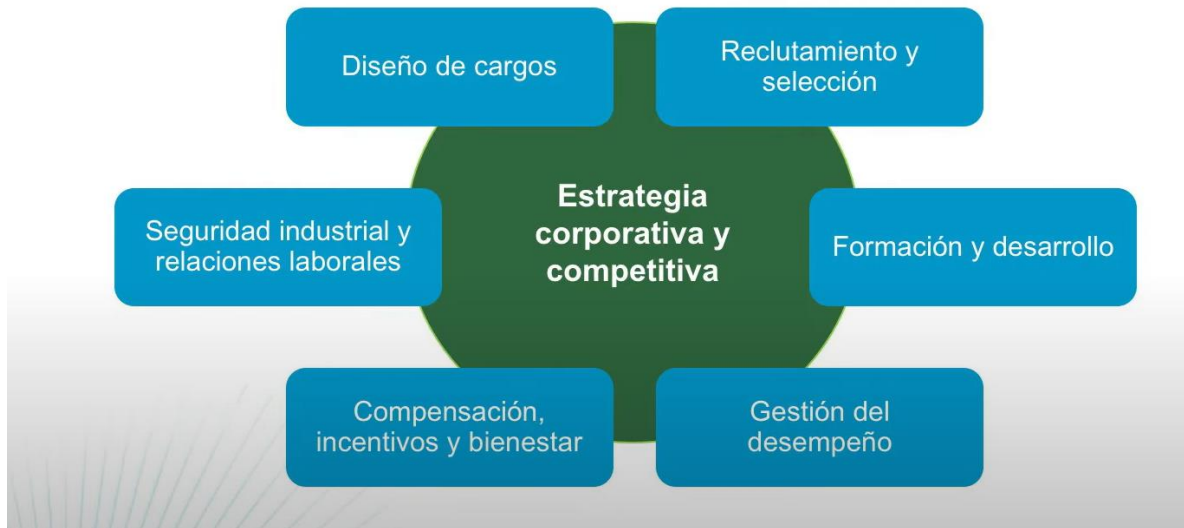 Diseño de cargos
Reclutamiento y
selección
Seguridad industrial y
relaciones laborales
Estrategia
corporativa y
competitiva
Formación y desarrollo
Compensación,
incentivos y bienestar
Gestión del
desempeño